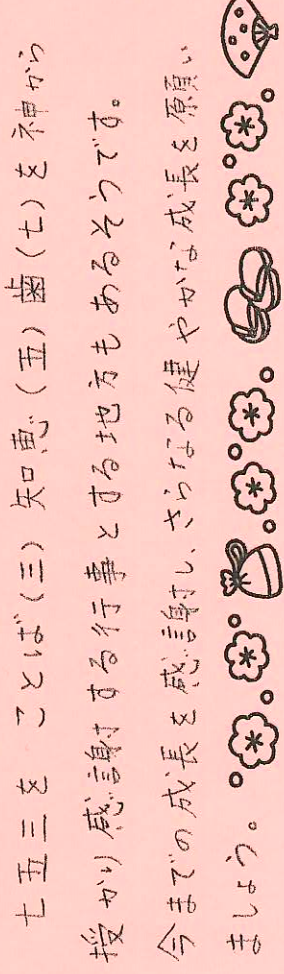 七五三を ことば(三) 知恵(五) 歯(七)を神から
授かり感謝する行事とする地方もあるそうです。
今までの成長を感謝し、さらなる健やかな成長を願い
ましょう。